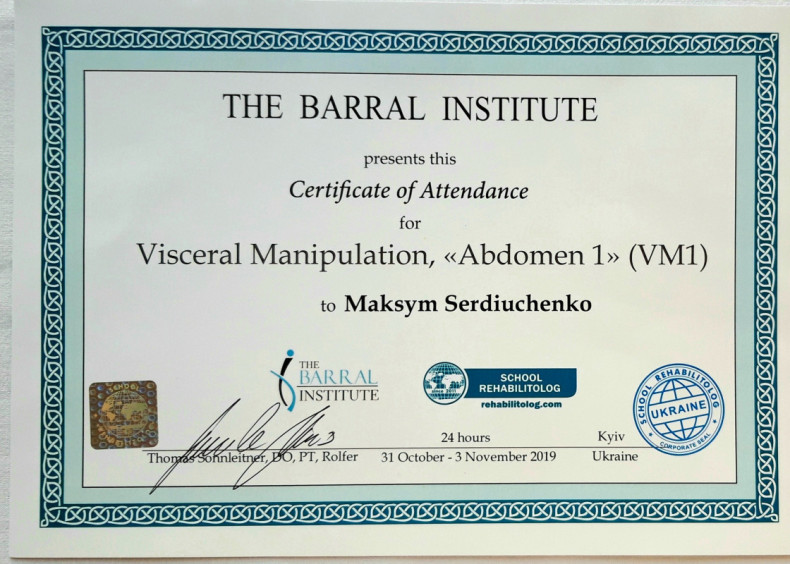 THE BARRAL INSTITUTE
presents this
Certificate of Attendance
for
Visceral Manipulation, «Abdomen 1» (VM1)
to Maksym Serdiuchenko
THE
BARRAL
INSTITUTE
since 2011
SCHOOL
REHABILITOLOG
rehabilitolog.com
SCHOOL REHABILITOLOG
UKRAINE
CORPORATE SEAL
24 hours
Kyiv
Thomas Sohnleitner, DO, PT, Rolfer
31 October - 3 November 2019
Ukraine